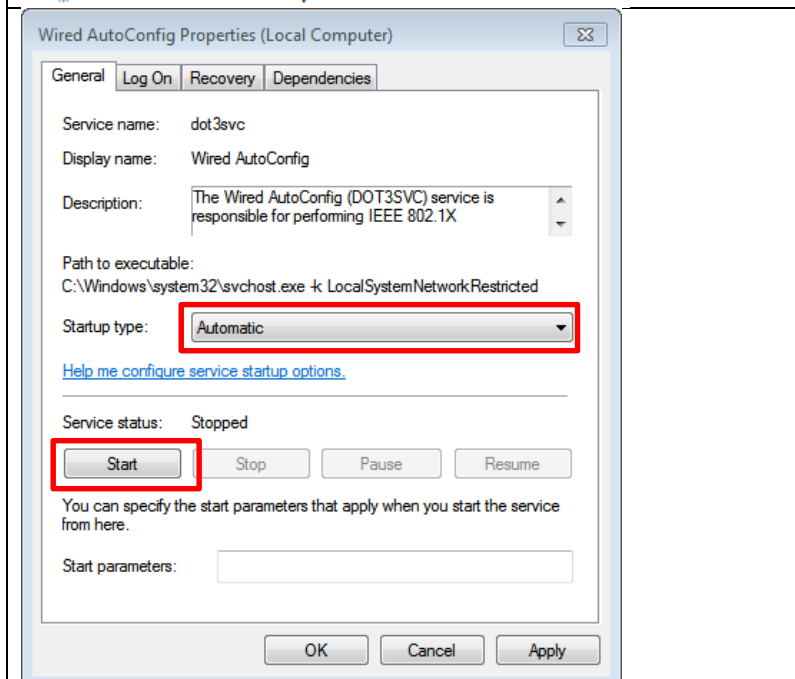 Wired AutoConfig Properties (Local Computer)
General Log On Recovery Dependencies
Service name: dot3svc
Display name: Wired AutoConfig
Description: The Wired AutoConfig (DOT3SVC) service is
responsible for performing IEEE 802.1X
Path to executable:
C:\Windows\system32\svchost.exe -k LocalSystemNetworkRestricted
Startup type: Automatic
Help me configure service startup options.
Service status: Stopped
Start Stop Pause Resume
You can specify the start parameters that apply when you start the service
from here.
Start parameters:
OK Cancel Apply